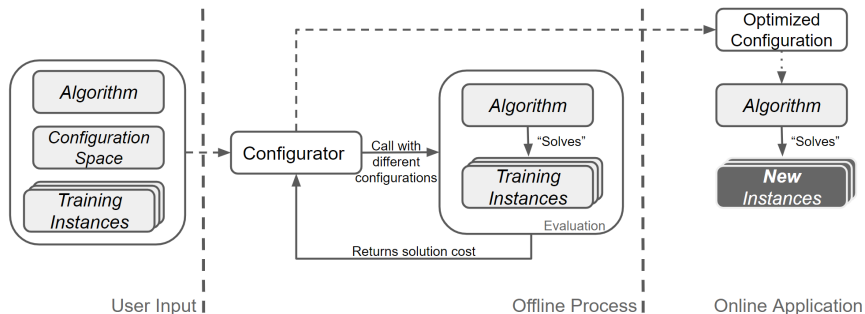 Algorithm
Configuration
Space
Training
Instances
User Input
Configurator
Call with
different
configurations
Algorithm
“Solves”
Training
Instances
Evaluation
Returns solution cost
Offline Process
Optimized
Configuration
Algorithm
“Solves”
New
Instances
Online Application